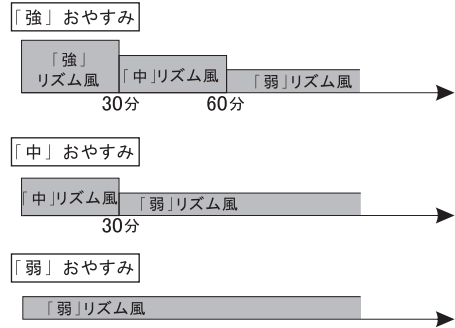 「強」おやすみ
「強」
リズム風
「中」リズム風
「弱」リズム風
30分
60分
「中」おやすみ
「中」リズム風
「弱」リズム風
30分
「弱」おやすみ
「弱」リズム風